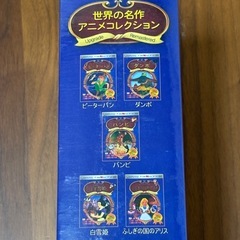 世界の名作
アニメコレクション
Upgrade Remastered
ピーターパン
ダンボ
バンビ
白雪姫
ふしぎの国のアリス